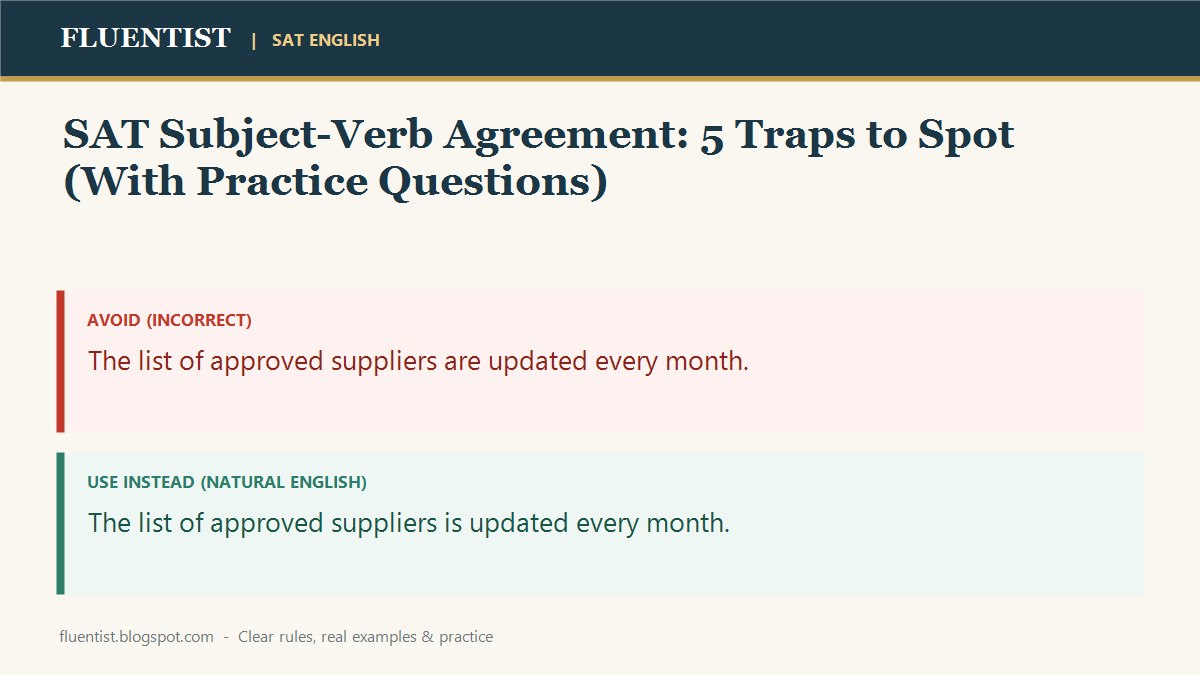 FLUENTIST | SAT ENGLISH
SAT Subject-Verb Agreement: 5 Traps to Spot
(With Practice Questions)
AVOID (INCORRECT)
The list of approved suppliers are updated every month.
USE INSTEAD (NATURAL ENGLISH)
The list of approved suppliers is updated every month.
fluentist.blogspot.com - Clear rules, real examples & practice